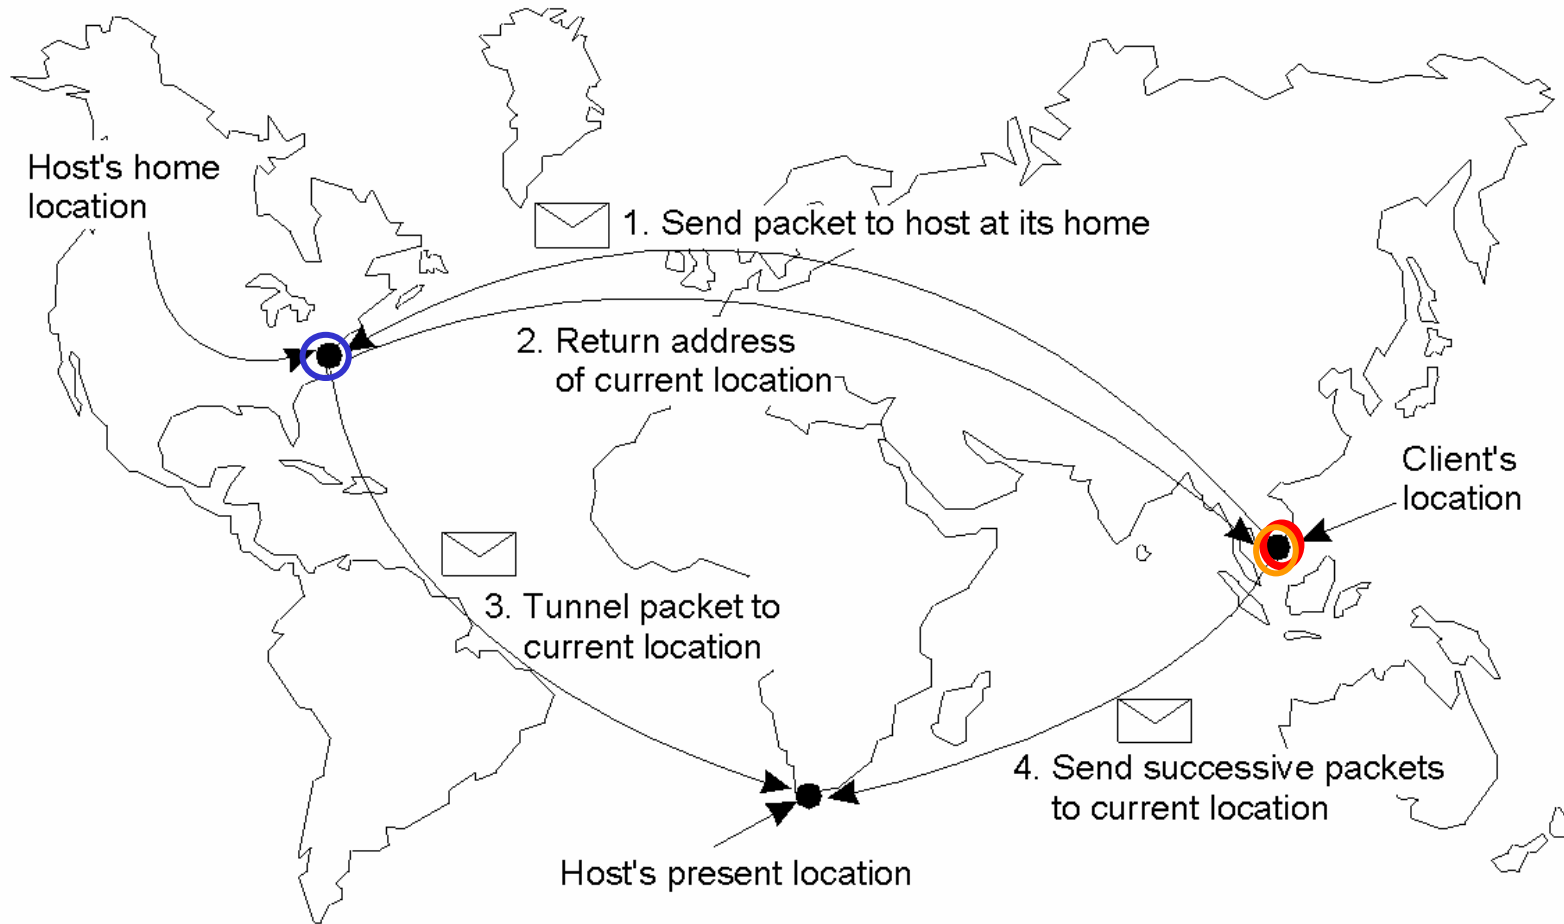 Host's home
location
1. Send packet to host at its home
2. Return address
of current location
Client's
location
3. Tunnel packet to
current location
4. Send successive packets
to current location
Host's present location